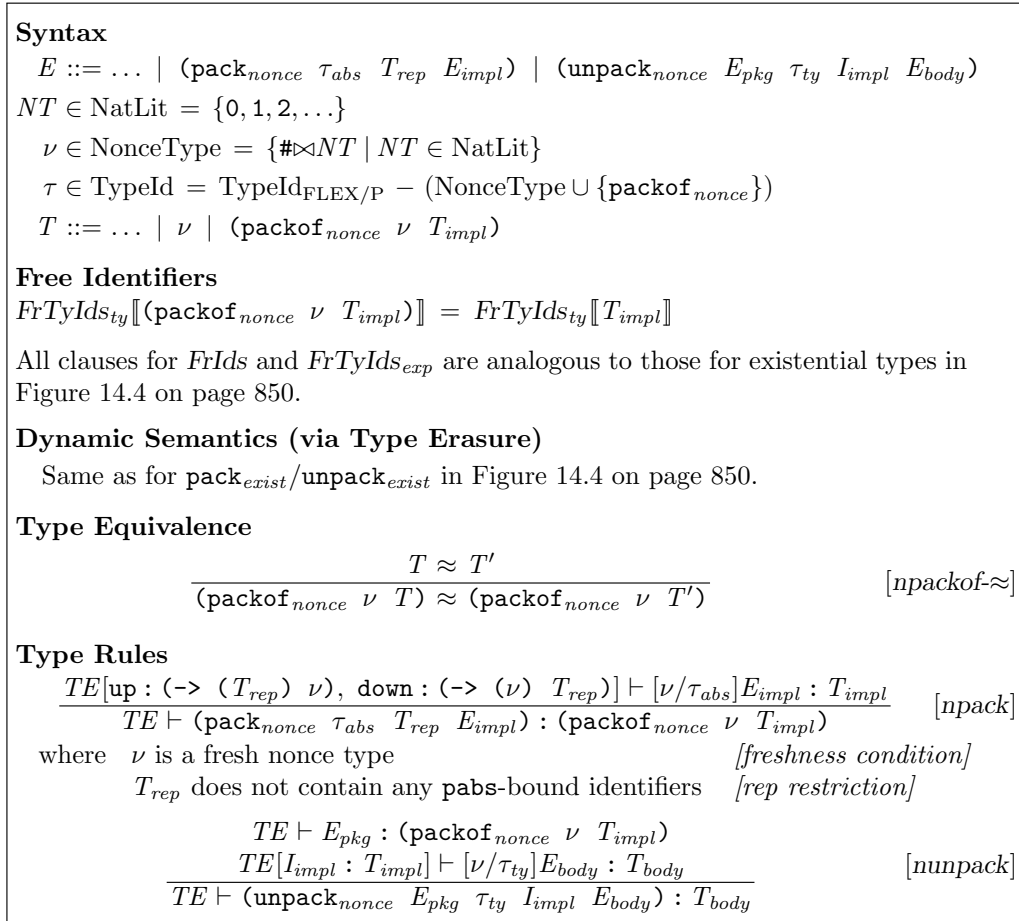 Syntax
E ::= … | (pack_nonce τ_abs T_rep E_impl) | (unpack_nonce E_pkg τ_ty I_impl E_body)
NT ∈ NatLit = {0, 1, 2, …}
ν ∈ NonceType = {#⋈NT | NT ∈ NatLit}
τ ∈ TypeId = TypeId_FLEX/P − (NonceType ∪ {packof_nonce})
T ::= … | ν | (packof_nonce ν T_impl)
Free Identifiers
FrTyIds_ty⟦(packof_nonce ν T_impl)⟧ = FrTyIds_ty⟦T_impl⟧
All clauses for FrIds and FrTyIds_exp are analogous to those for existential types in
Figure 14.4 on page 850.
Dynamic Semantics (via Type Erasure)
Same as for pack_exist/unpack_exist in Figure 14.4 on page 850.
Type Equivalence
T ≈ T′
(packof_nonce ν T) ≈ (packof_nonce ν T′) [npackof-≈]
Type Rules
TE[up : (-> (T_rep) ν), down : (-> (ν) T_rep)] ⊢ [ν/τ_abs]E_impl : T_impl
TE ⊢ (pack_nonce τ_abs T_rep E_impl) : (packof_nonce ν T_impl) [npack]
where ν is a fresh nonce type [freshness condition]
T_rep does not contain any pabs-bound identifiers [rep restriction]
TE ⊢ E_pkg : (packof_nonce ν T_impl)
TE[I_impl : T_impl] ⊢ [ν/τ_ty]E_body : T_body
TE ⊢ (unpack_nonce E_pkg τ_ty I_impl E_body) : T_body [nunpack]